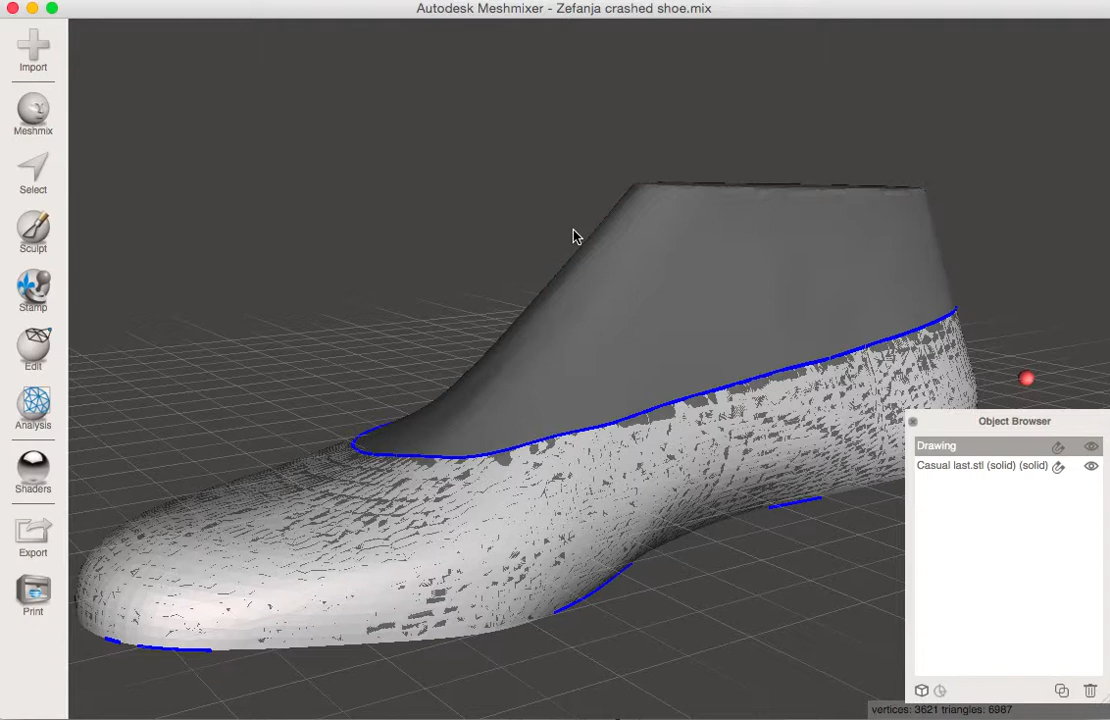 Autodesk Meshmixer - Zefanja crashed shoe.mix
Import
Meshmix
Select
Sculpt
Stamp
Edit
Analysis
Shaders
Export
Print
Object Browser
Drawing
Casual last.stl (solid) (solid)
vertices: 3621 triangles: 6987